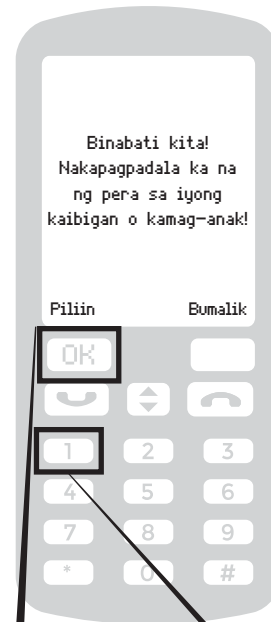 Binabati kita!
Nakapagpadala ka na
ng pera sa iyong
kaibigan o kamag-anak!
Piliin Bumalik
OK
1 2 3
4 5 6
7 8 9
* 0 #